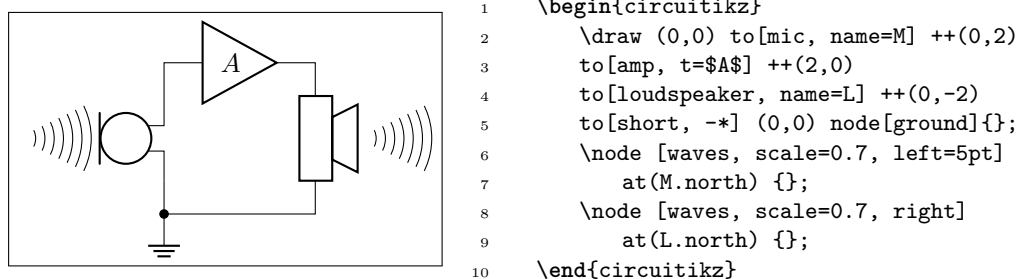 A
1 \begin{circuitikz}
2 \draw (0,0) to[mic, name=M] ++(0,2)
3 to[amp, t=$A$] ++(2,0)
4 to[loudspeaker, name=L] ++(0,-2)
5 to[short, -*] (0,0) node[ground]{};
6 \node [waves, scale=0.7, left=5pt]
7 at(M.north) {};
8 \node [waves, scale=0.7, right]
9 at(L.north) {};
10 \end{circuitikz}